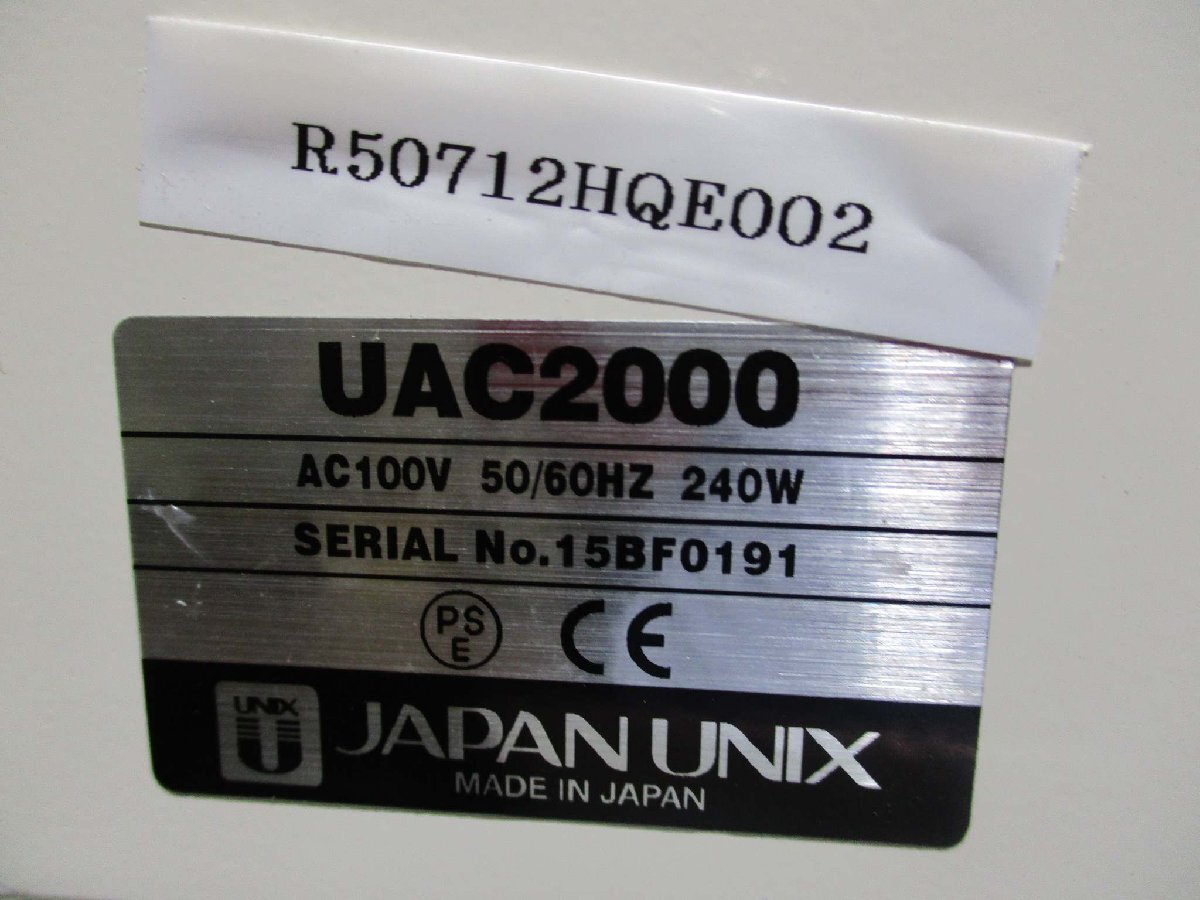 R50712HQE002
UAC2000
AC100V 50/60HZ 240W
SERIAL No.15BF0191
PS
E
CE
UNIX
JAPAN UNIX
MADE IN JAPAN